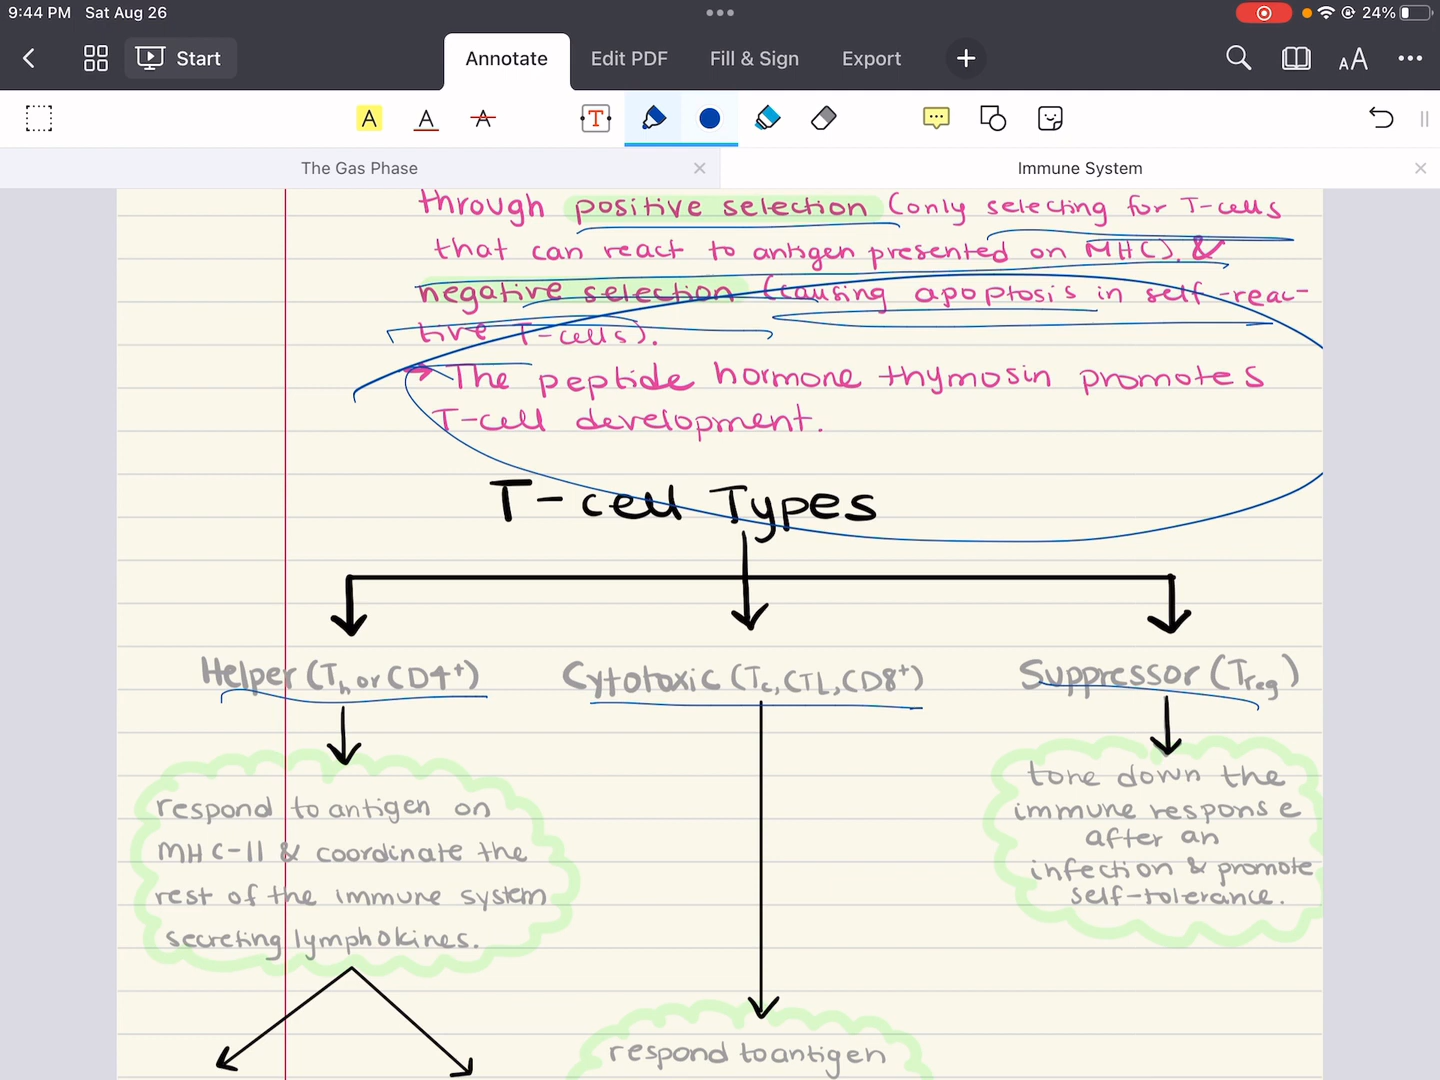 9:44 PM Sat Aug 26
24%
Start
Annotate
Edit PDF
Fill & Sign
Export
The Gas Phase
Immune System
through positive selection (only selecting for T-cells
that can react to antigen presented on MHC). &
negative selection (causing apoptosis in self-reac-
tive T-cells).
→ The peptide hormone thymosin promotes
T-cell development.
T-cell Types
Helper (Th or CD4+)
Cytotoxic (Tc, CTL, CD8+)
Suppressor (Treg)
respond to antigen on
MHC-II & coordinate the
rest of the immune system
secreting lymphokines.
tone down the
immune response
after an
infection & promote
self-tolerance.
respond to antigen